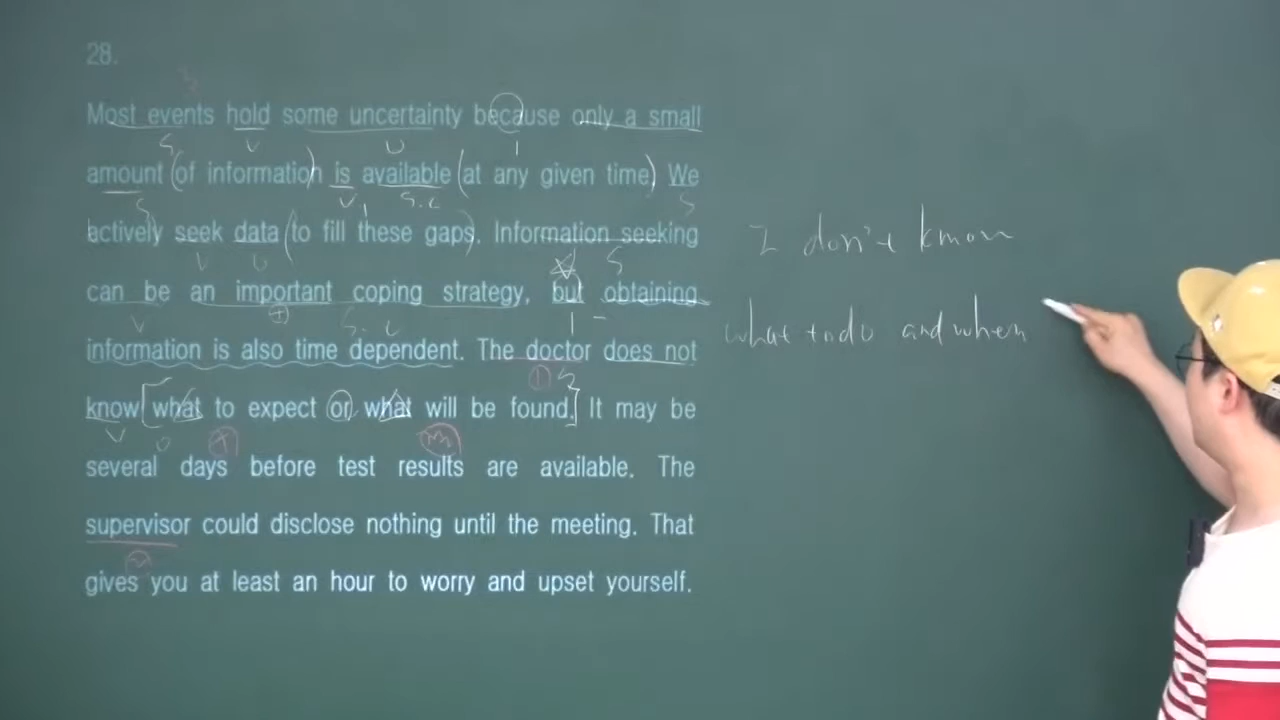 28.
Most events hold some uncertainty because only a small
amount (of information) is available (at any given time) We
actively seek data (to fill these gaps). Information seeking
can be an important coping strategy, but obtaining
information is also time dependent. The doctor does not
know [what to expect or what will be found.] It may be
several days before test results are available. The
supervisor could disclose nothing until the meeting. That
gives you at least an hour to worry and upset yourself.
I don't know
what to do and when